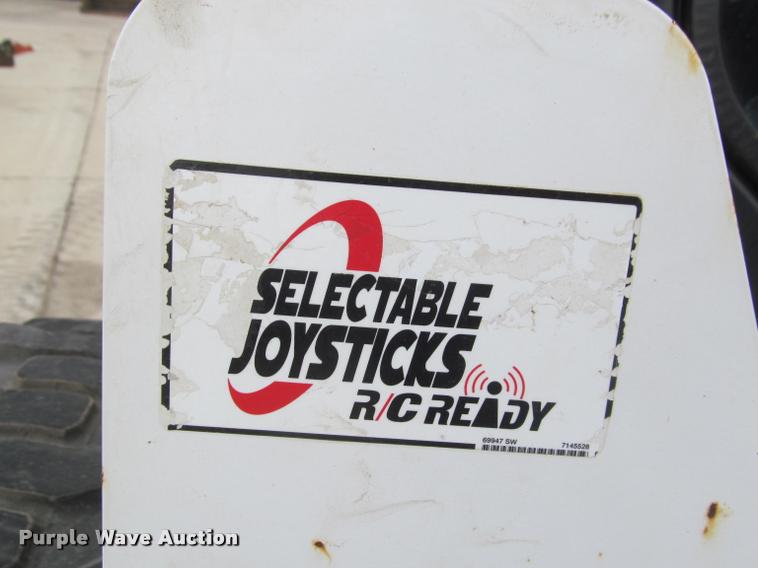 SELECTABLE
JOYSTICKS
R/C READY
69947 SW 7145528
Purple Wave Auction